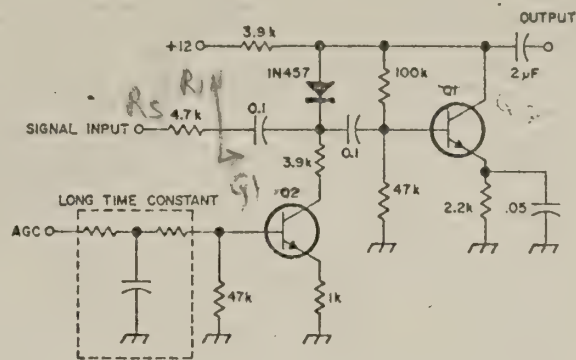 OUTPUT
3.9k
+12
1N457
100k
2µF
Q1
Rs
RIN
4.7k
0.1
SIGNAL INPUT
0.1
3.9k
LONG TIME CONSTANT
Q1
Q2
47k
2.2k
.05
AGC
47k
1k